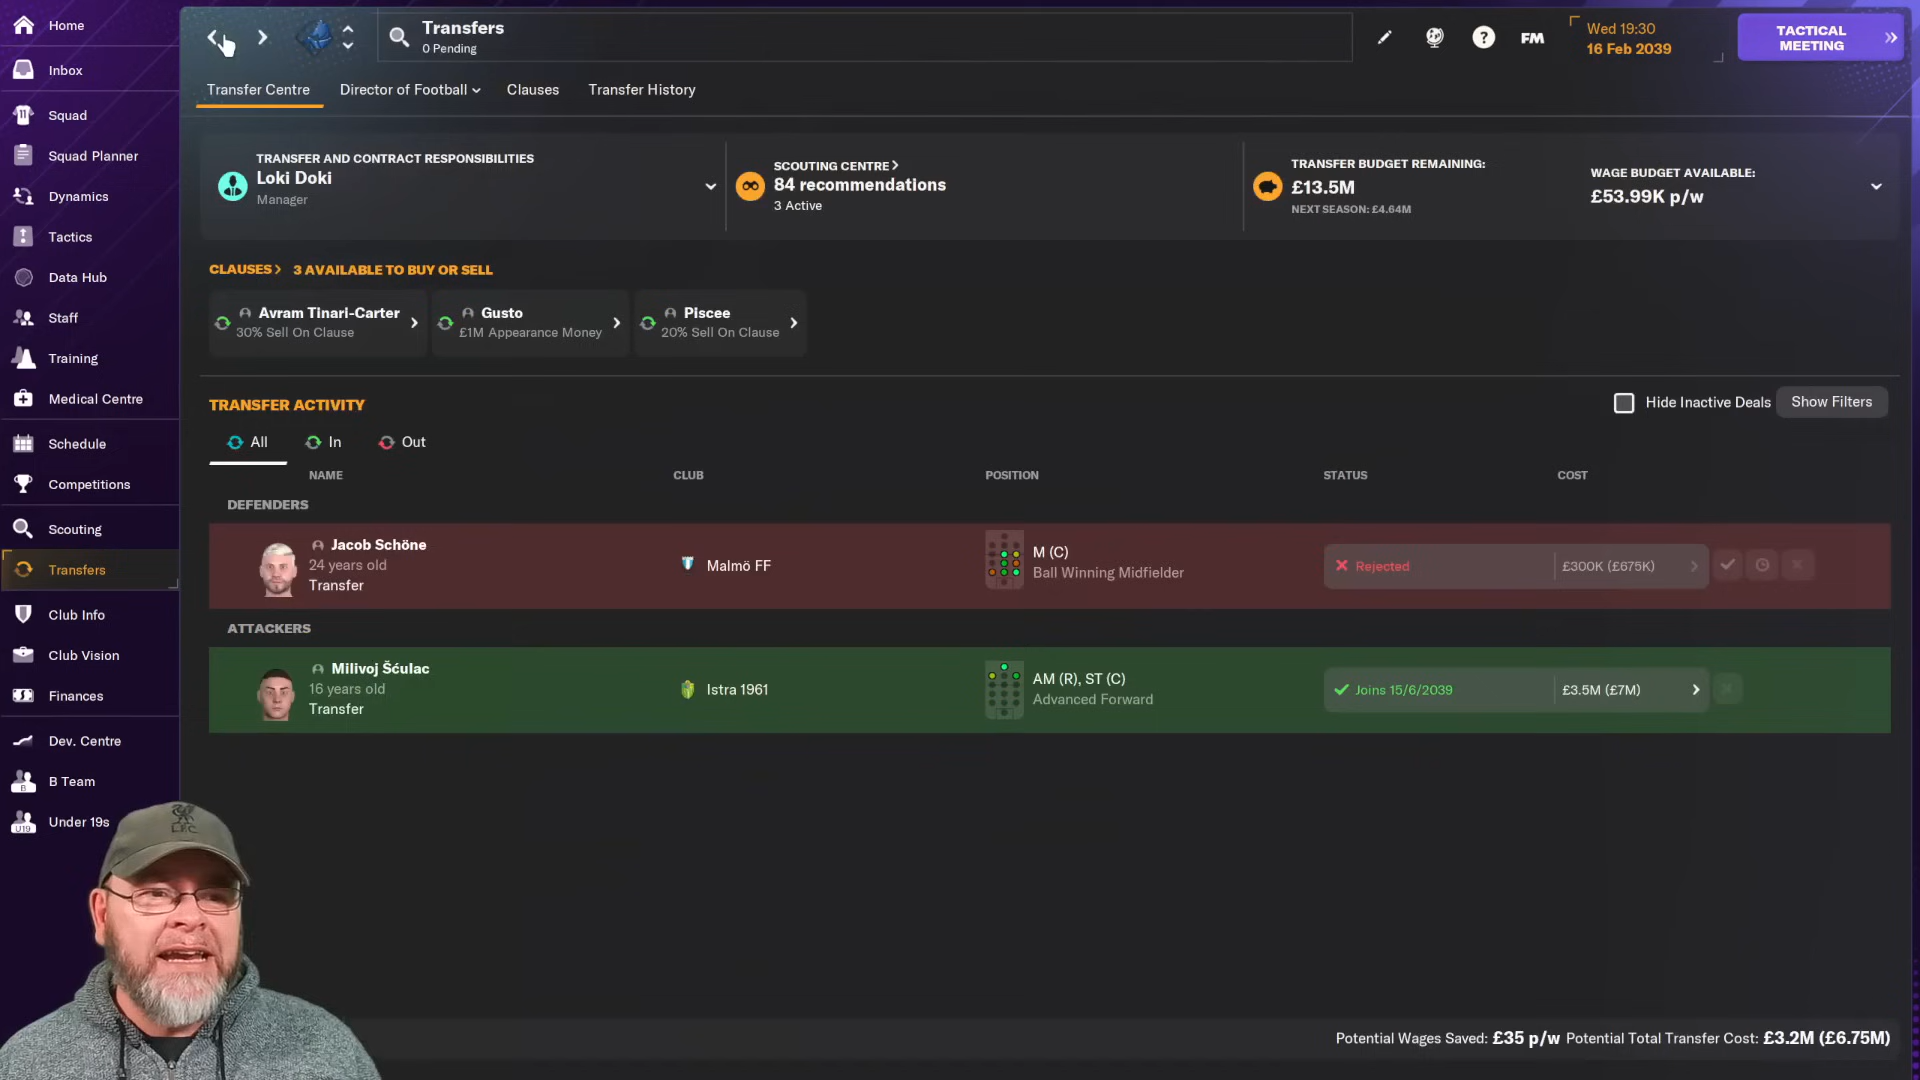 Home
Inbox
Squad
Squad Planner
Dynamics
Tactics
Data Hub
Staff
Training
Medical Centre
Schedule
Competitions
Scouting
Transfers
Club Info
Club Vision
Finances
Dev. Centre
B Team
Under 19s
Transfers
0 Pending
FM
Wed 19:30
16 Feb 2039
TACTICAL
MEETING
Transfer Centre
Director of Football
Clauses
Transfer History
TRANSFER AND CONTRACT RESPONSIBILITIES
Loki Doki
Manager
SCOUTING CENTRE
84 recommendations
3 Active
TRANSFER BUDGET REMAINING:
£13.5M
NEXT SEASON: £4.64M
WAGE BUDGET AVAILABLE:
£53.99K p/w
CLAUSES 3 AVAILABLE TO BUY OR SELL
Avram Tinari-Carter
30% Sell On Clause
Gusto
£1M Appearance Money
Piscee
20% Sell On Clause
TRANSFER ACTIVITY
Hide Inactive Deals
Show Filters
All In Out
NAME CLUB POSITION STATUS COST
DEFENDERS
Jacob Schöne
24 years old
Transfer
Malmö FF
M (C)
Ball Winning Midfielder
Rejected
£300K (£675K)
ATTACKERS
Milivoj Šćulac
16 years old
Transfer
Istra 1961
AM (R), ST (C)
Advanced Forward
Joins 15/6/2039
£3.5M (£7M)
Potential Wages Saved: £35 p/w Potential Total Transfer Cost: £3.2M (£6.75M)
L.F.C.
11
B
U19
?